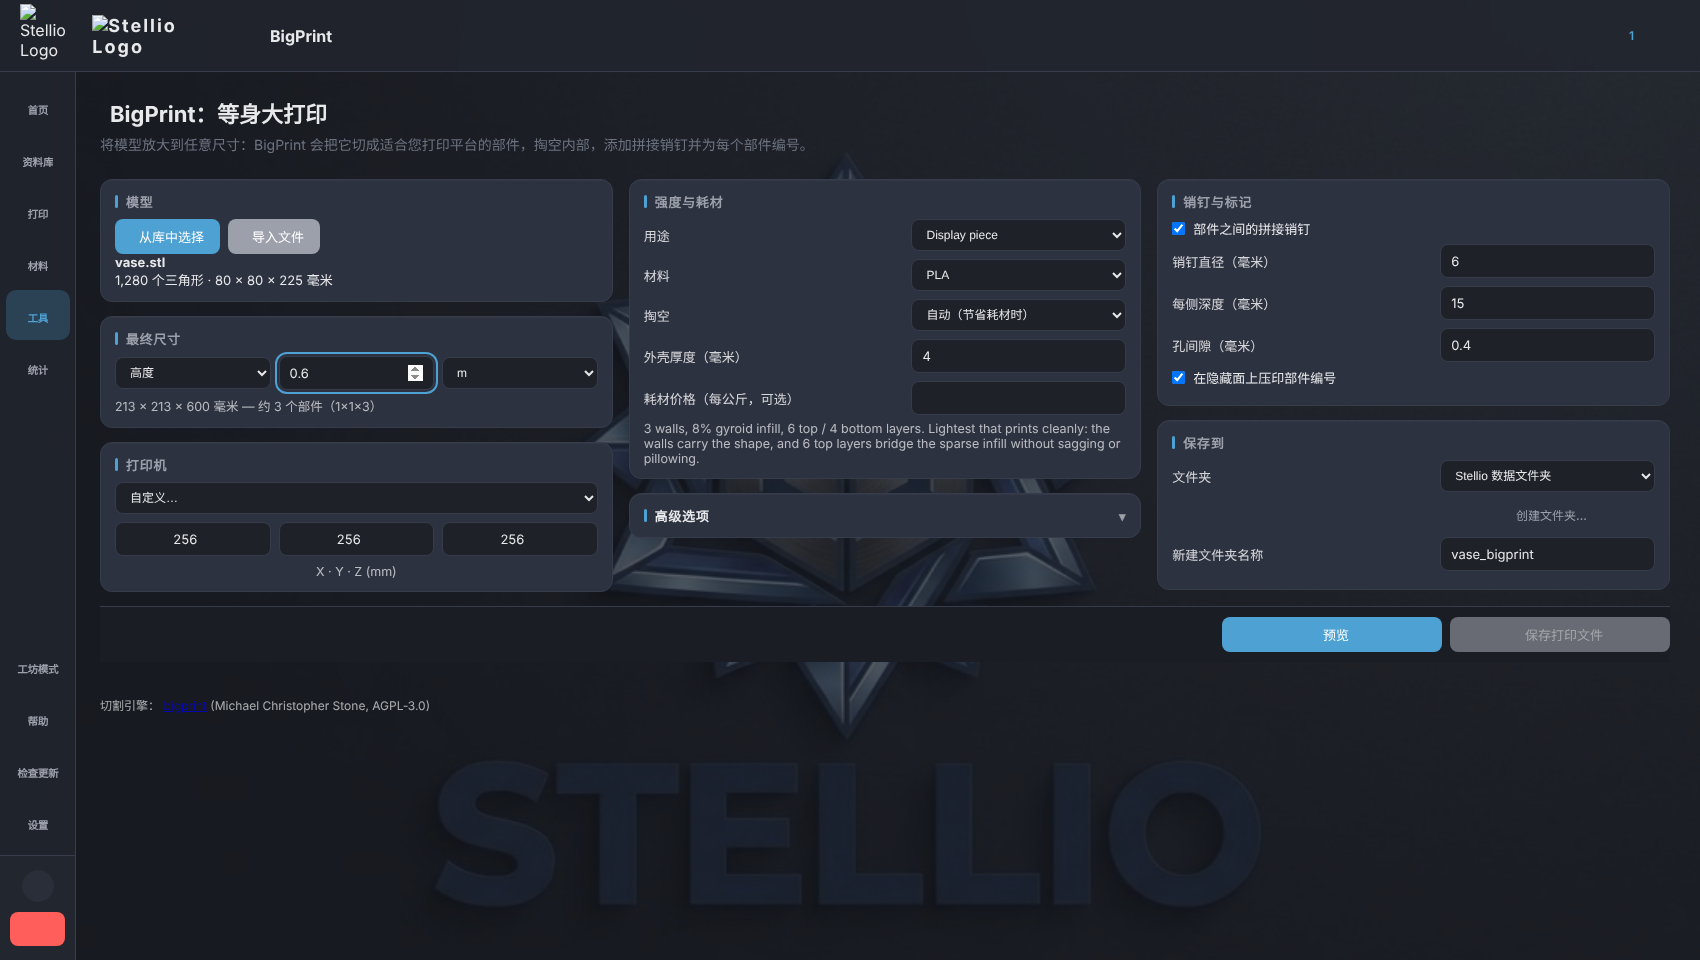 Stellio Logo
Stellio Logo
BigPrint
1
首页
资料库
打印
材料
工具
统计
工坊模式
帮助
检查更新
设置
BigPrint：等身大打印
将模型放大到任意尺寸：BigPrint 会把它切成适合您打印平台的部件，掏空内部，添加拼接销钉并为每个部件编号。
模型
从库中选择
导入文件
vase.stl
1,280 个三角形 · 80 × 80 × 225 毫米
最终尺寸
高度
0.6
m
213 × 213 × 600 毫米 — 约 3 个部件（1×1×3）
打印机
自定义...
256
256
256
X · Y · Z (mm)
强度与耗材
用途
Display piece
材料
PLA
掏空
自动（节省耗材时）
外壳厚度（毫米）
4
耗材价格（每公斤，可选）
3 walls, 8% gyroid infill, 6 top / 4 bottom layers. Lightest that prints cleanly: the
walls carry the shape, and 6 top layers bridge the sparse infill without sagging or
pillowing.
高级选项
销钉与标记
部件之间的拼接销钉
销钉直径（毫米）
6
每侧深度（毫米）
15
孔间隙（毫米）
0.4
在隐藏面上压印部件编号
保存到
文件夹
Stellio 数据文件夹
创建文件夹...
新建文件夹名称
vase_bigprint
预览
保存打印文件
切割引擎： bigprint (Michael Christopher Stone, AGPL-3.0)
STELLIO